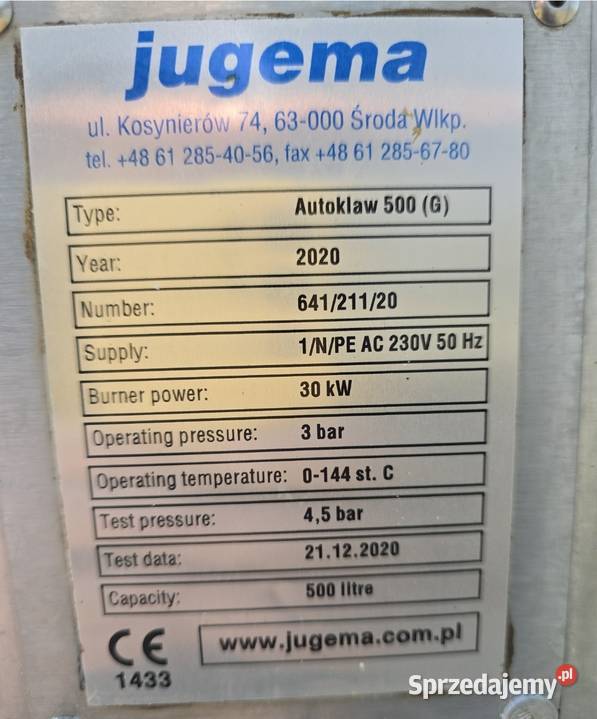 jugema
ul. Kosynierów 74, 63-000 Środa Wlkp.
tel. +48 61 285-40-56, fax +48 61 285-67-80
Type: Autoklaw 500 (G)
Year: 2020
Number: 641/211/20
Supply: 1/N/PE AC 230V 50 Hz
Burner power: 30 kW
Operating pressure: 3 bar
Operating temperature: 0-144 st. C
Test pressure: 4,5 bar
Test data: 21.12.2020
Capacity: 500 litre
CE www.jugema.com.pl
1433
Sprzedajemy.pl